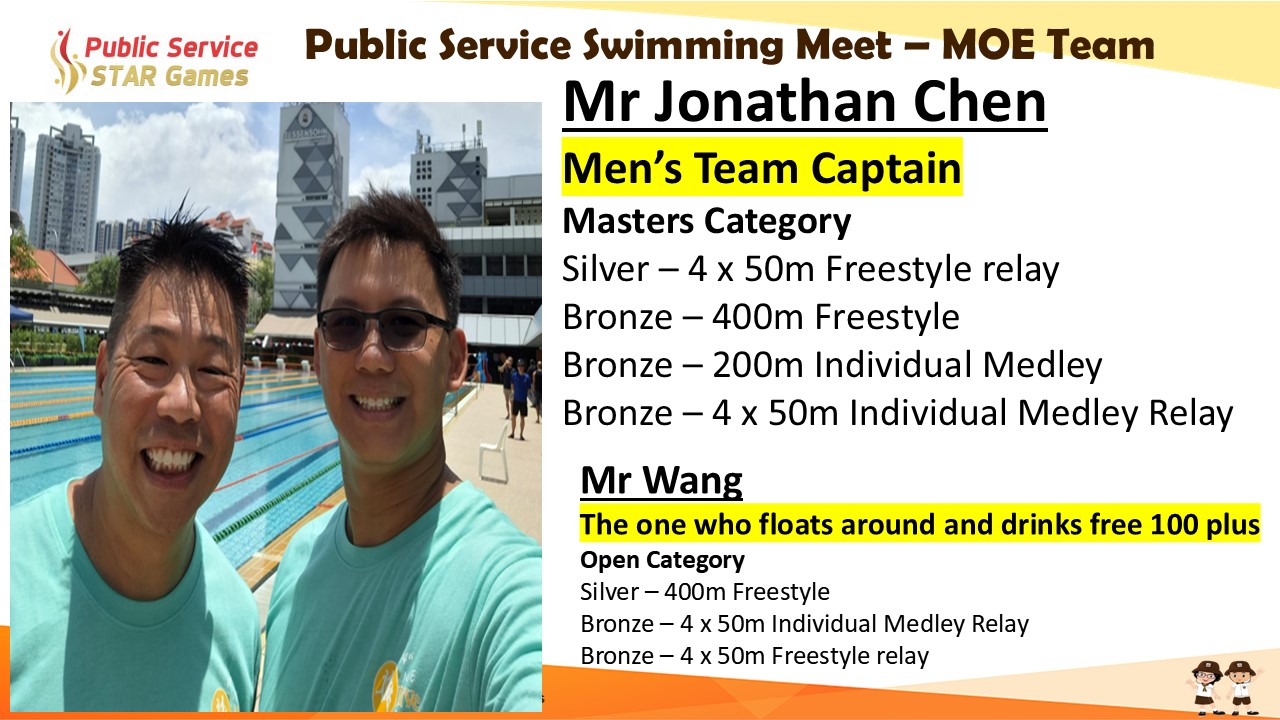 Public Service
STAR Games
Public Service Swimming Meet – MOE Team
Mr Jonathan Chen
Men's Team Captain
Masters Category
Silver – 4 x 50m Freestyle relay
Bronze – 400m Freestyle
Bronze – 200m Individual Medley
Bronze – 4 x 50m Individual Medley Relay
Mr Wang
The one who floats around and drinks free 100 plus
Open Category
Silver – 400m Freestyle
Bronze – 4 x 50m Individual Medley Relay
Bronze – 4 x 50m Freestyle relay